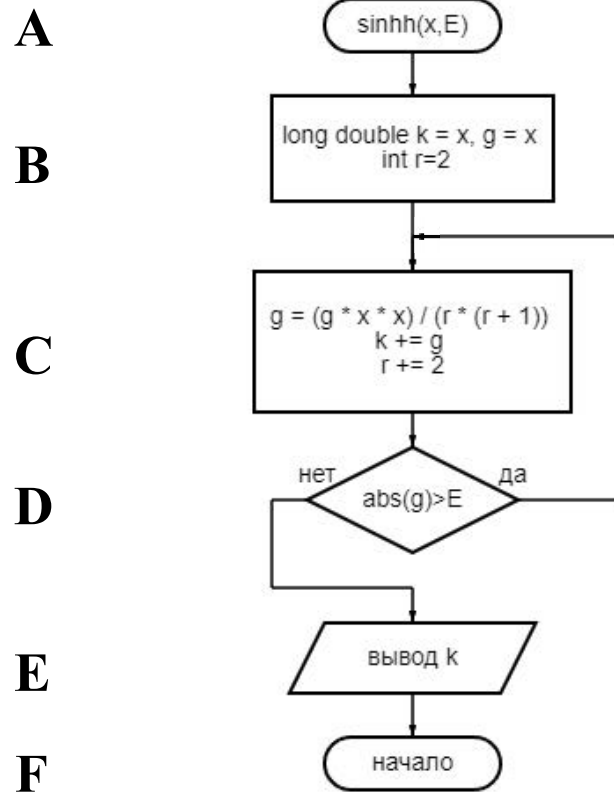 A
sinhh(x,E)
B
long double k = x, g = x
int r=2
C
g = (g * x * x) / (r * (r + 1))
k += g
r += 2
D
нет
да
abs(g)>E
E
вывод k
F
начало